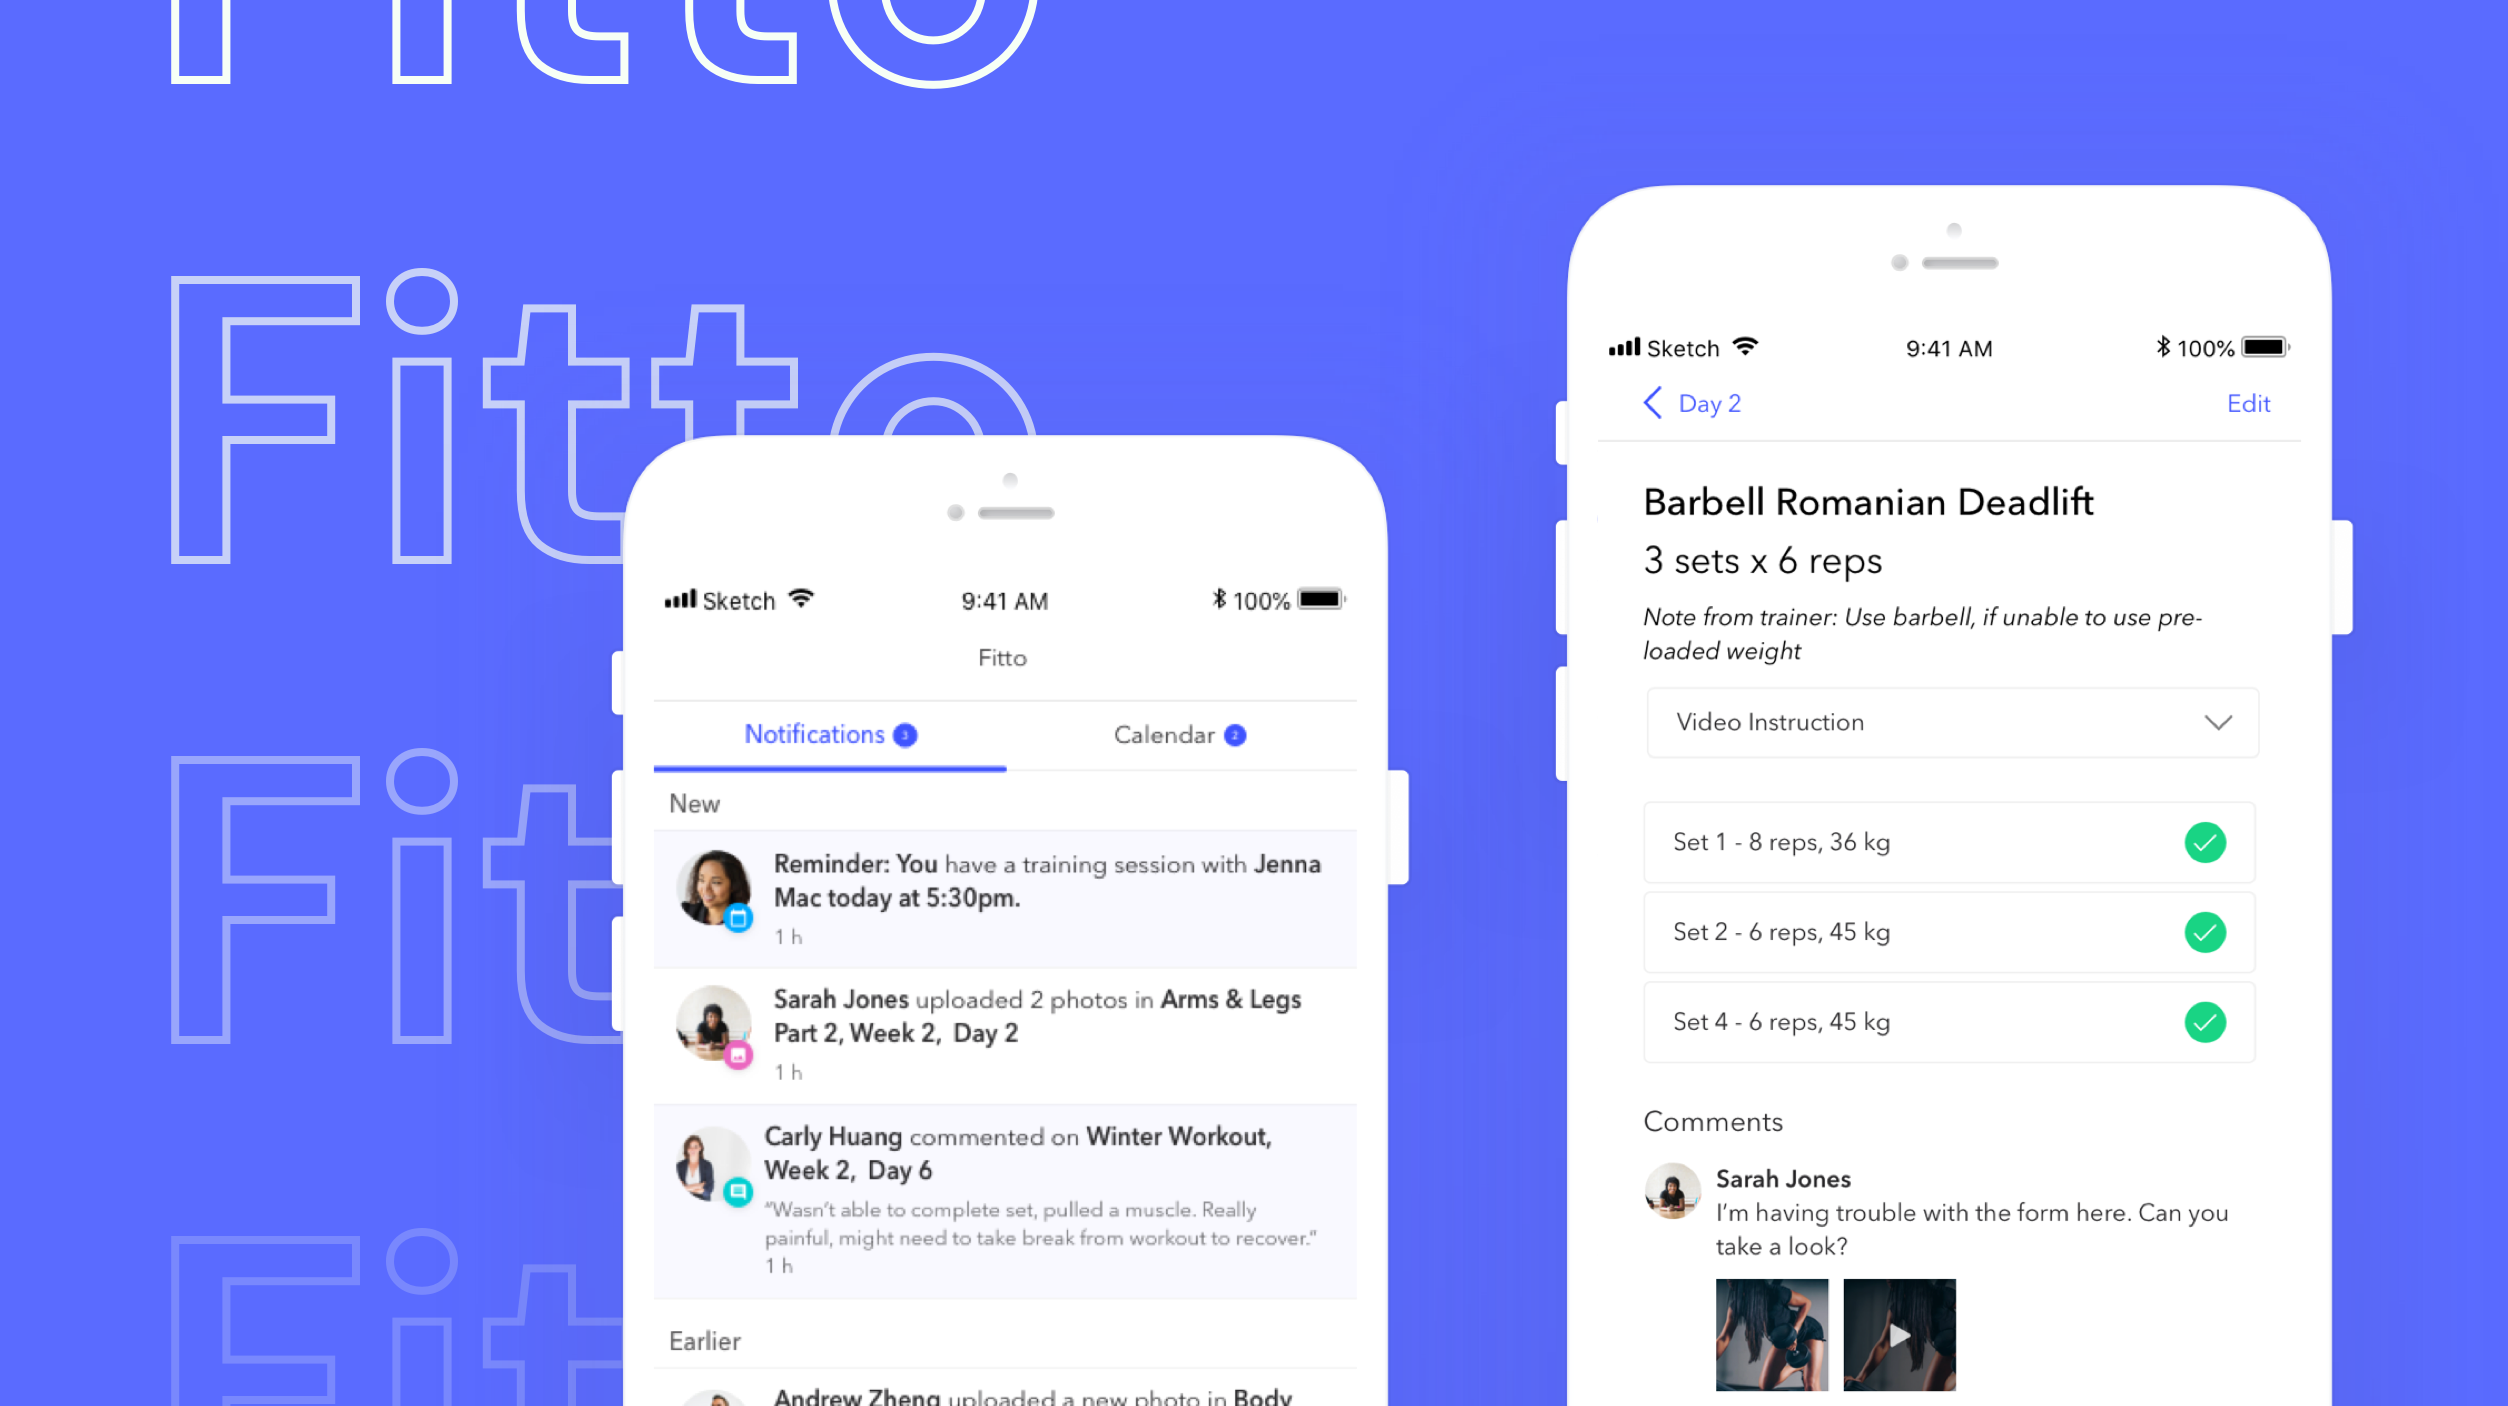 Fitto
Fitto
Fitto
Fitto
Sketch 9:41 AM 100%
Fitto
Notifications 3
Calendar 2
New
Reminder: You have a training session with Jenna
Mac today at 5:30pm.
1 h
Sarah Jones uploaded 2 photos in Arms & Legs
Part 2, Week 2, Day 2
1 h
Carly Huang commented on Winter Workout,
Week 2, Day 6
“Wasn’t able to complete set, pulled a muscle. Really
painful, might need to take break from workout to recover.”
1 h
Earlier
Andrew Zheng uploaded a new photo in Body
Sketch 9:41 AM 100%
Day 2
Edit
Barbell Romanian Deadlift
3 sets x 6 reps
Note from trainer: Use barbell, if unable to use pre-
loaded weight
Video Instruction
Set 1 - 8 reps, 36 kg
Set 2 - 6 reps, 45 kg
Set 4 - 6 reps, 45 kg
Comments
Sarah Jones
I’m having trouble with the form here. Can you
take a look?